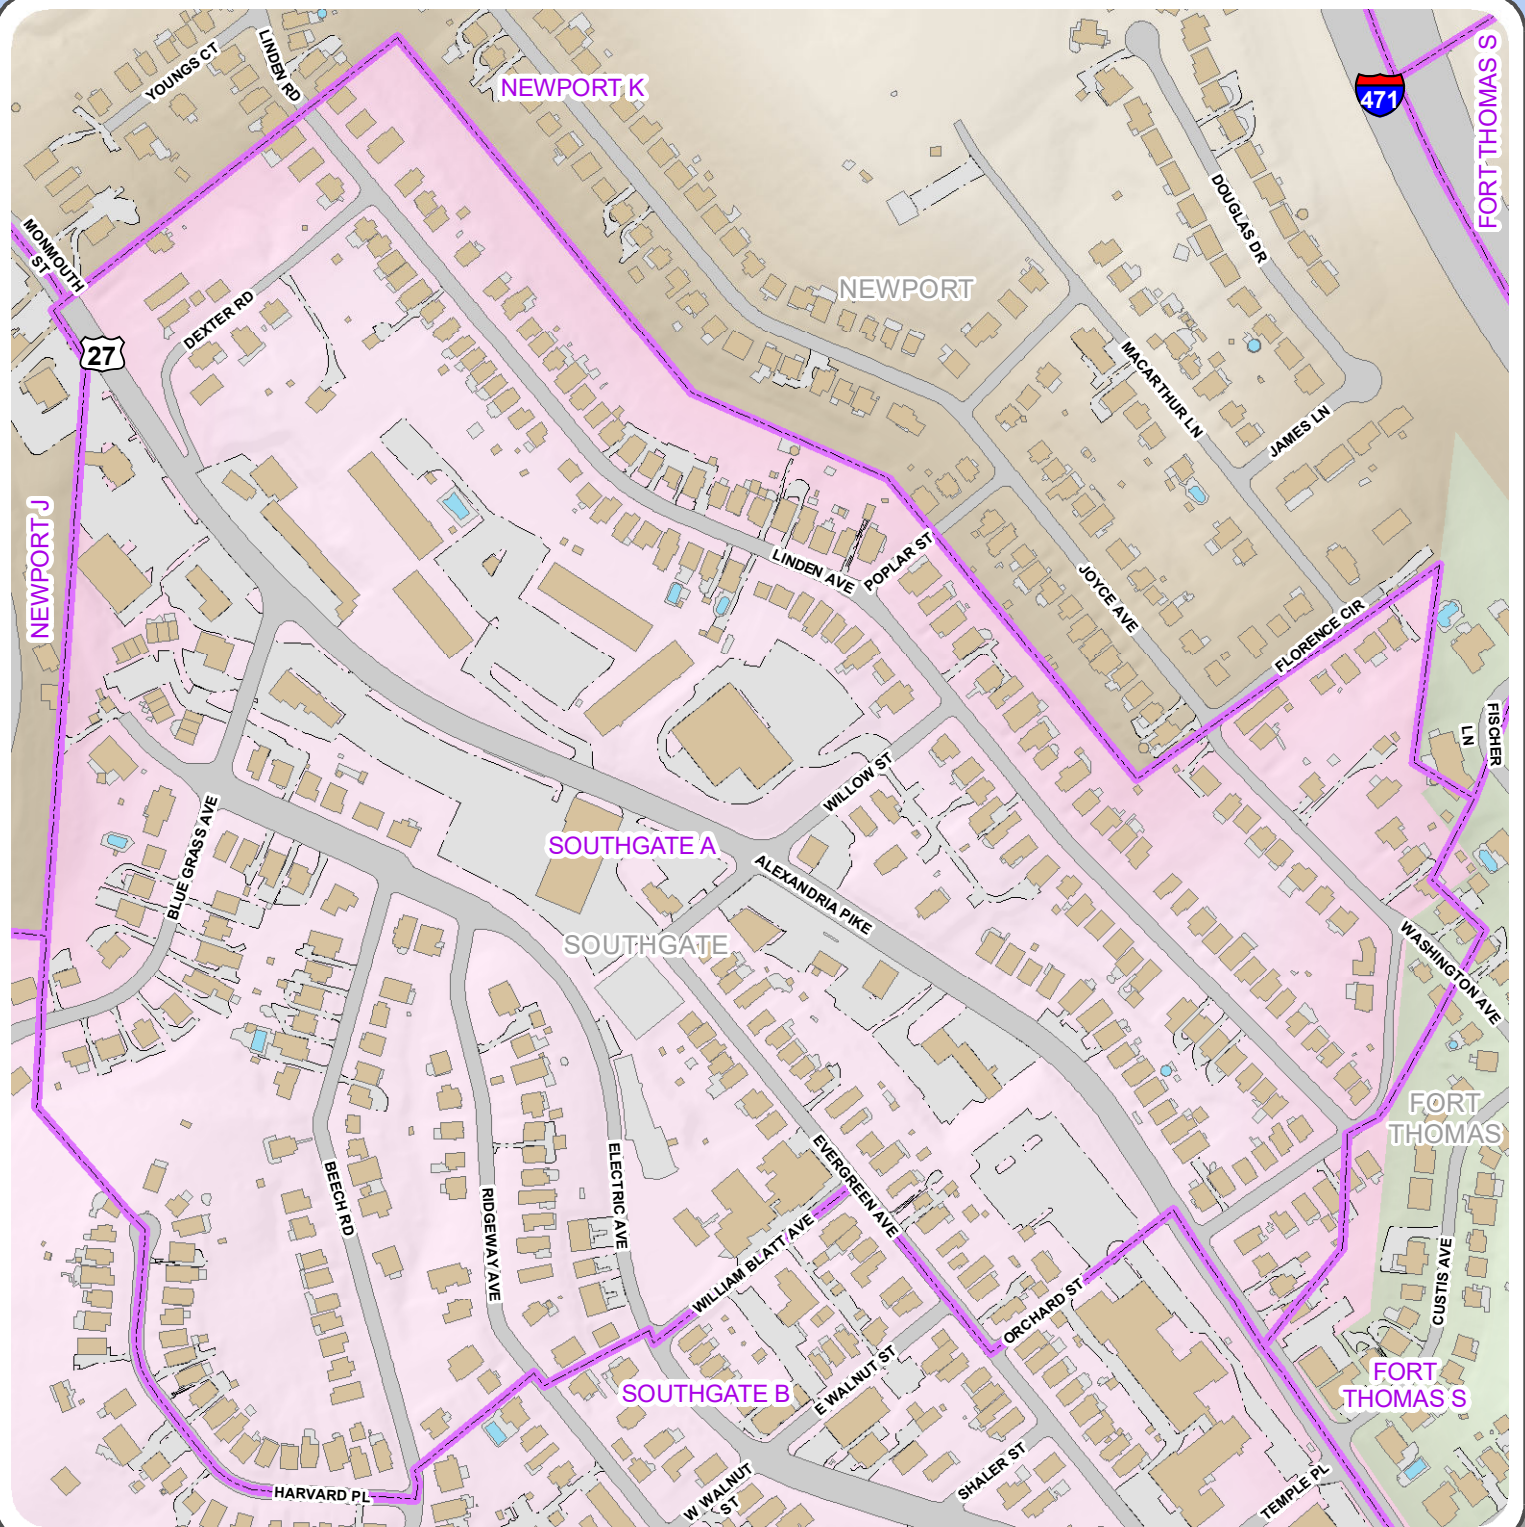 YOUNGS CT
LINDEN RD
NEWPORT K
471
FORT THOMAS S
MONMOUTH
ST
DOUGLAS DR
NEWPORT
DEXTER RD
27
MACARTHUR LN
JAMES LN
NEWPORT J
LINDEN AVE
POPLAR ST
JOYCE AVE
FLORENCE CIR
FISCHER
LN
WILLOW ST
SOUTHGATE A
BLUE GRASS AVE
ALEXANDRIA PIKE
SOUTHGATE
WASHINGTON AVE
FORT
THOMAS
BEECH RD
RIDGEWAY AVE
ELECTRIC AVE
EVERGREEN AVE
WILLIAM BLATT AVE
ORCHARD ST
CUSTIS AVE
SOUTHGATE B
E WALNUT ST
FORT
THOMAS S
HARVARD PL
W WALNUT
ST
SHALER ST
TEMPLE PL